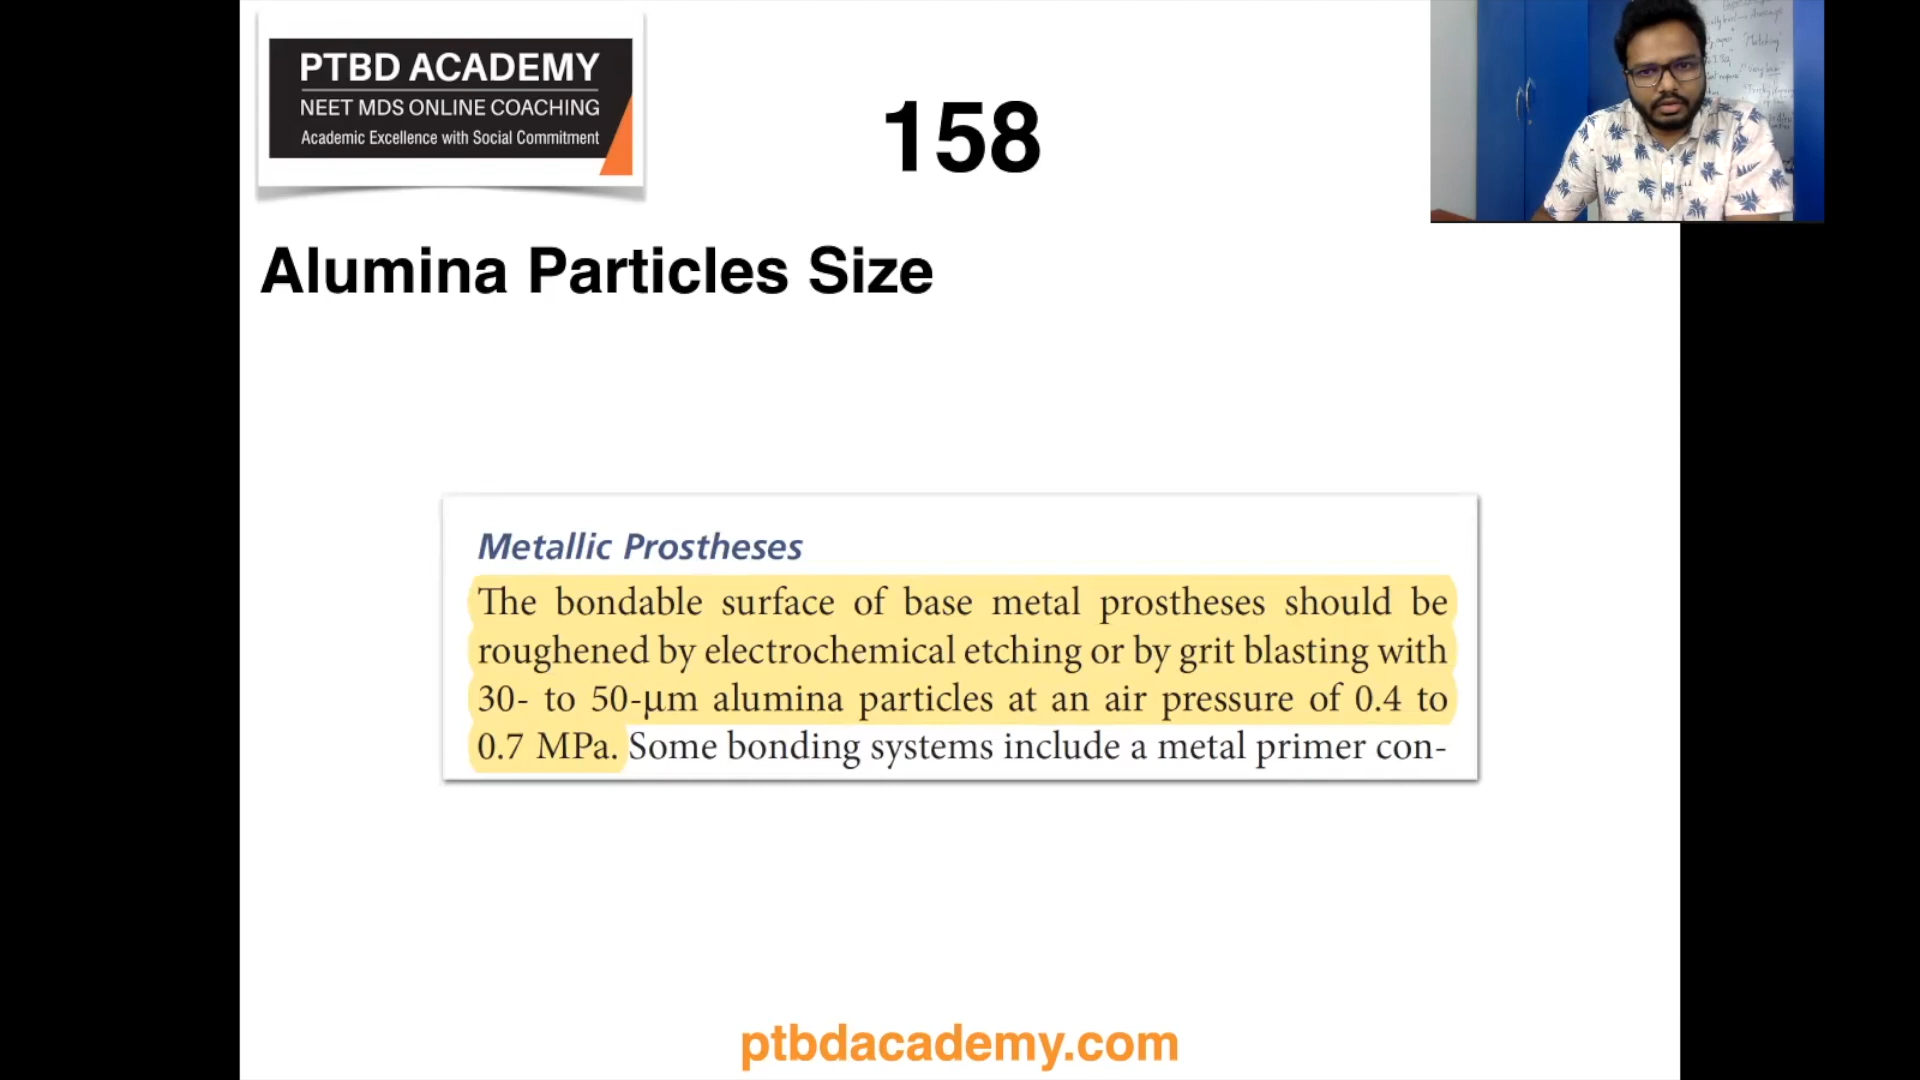 PTBD ACADEMY
NEET MDS ONLINE COACHING
Academic Excellence with Social Commitment
158
Alumina Particles Size
Metallic Prostheses
The bondable surface of base metal prostheses should be
roughened by electrochemical etching or by grit blasting with
30- to 50-μm alumina particles at an air pressure of 0.4 to
0.7 MPa. Some bonding systems include a metal primer con-
ptbdacademy.com